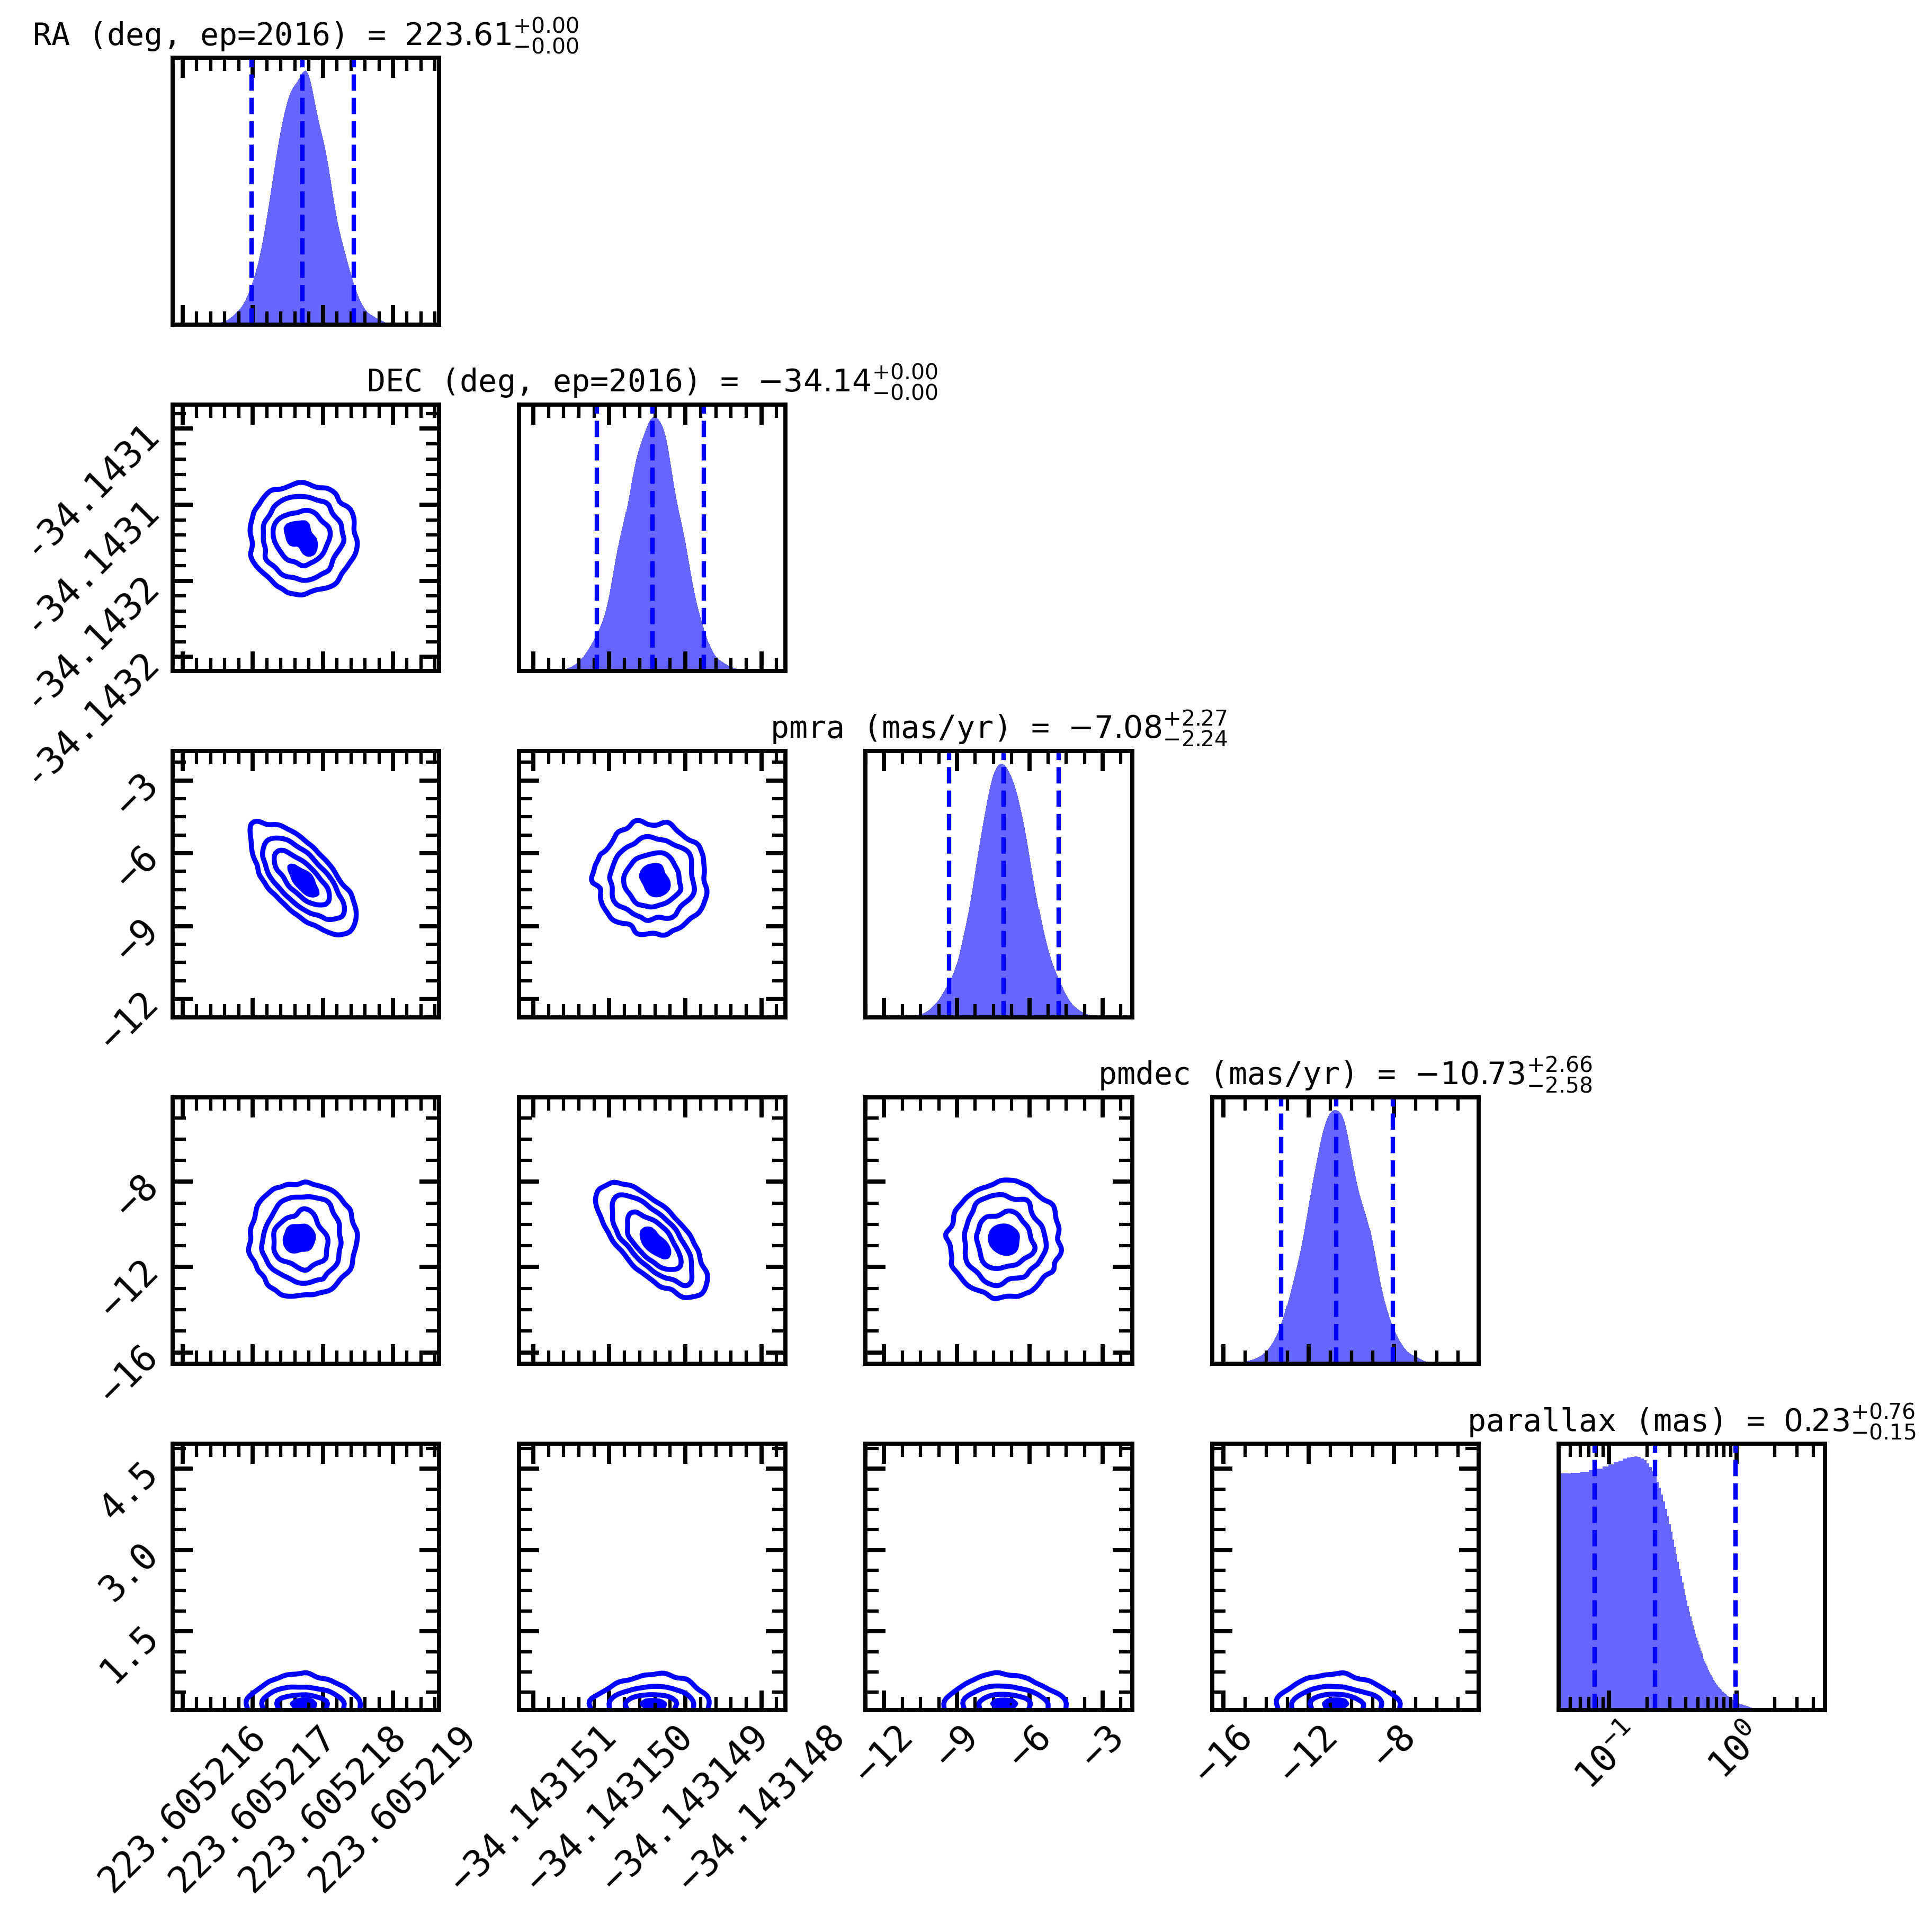 RA (deg, ep=2016) = 223.61+0.00 −0.00
DEC (deg, ep=2016) = −34.14+0.00 −0.00
-34.1431
-34.1431
-34.1432
-34.1432
pmra (mas/yr) = −7.08+2.27 −2.24
−3
−6
−9
−12
pmdec (mas/yr) = −10.73+2.66 −2.58
−8
−12
−16
parallax (mas) = 0.23+0.76 −0.15
4.5
3.0
1.5
223.605216 223.605217 223.605218 223.605219 −34.143151 −34.143150 −34.143149 −34.143148 −12 −9 −6 −3 −16 −12 −8 10−1 100